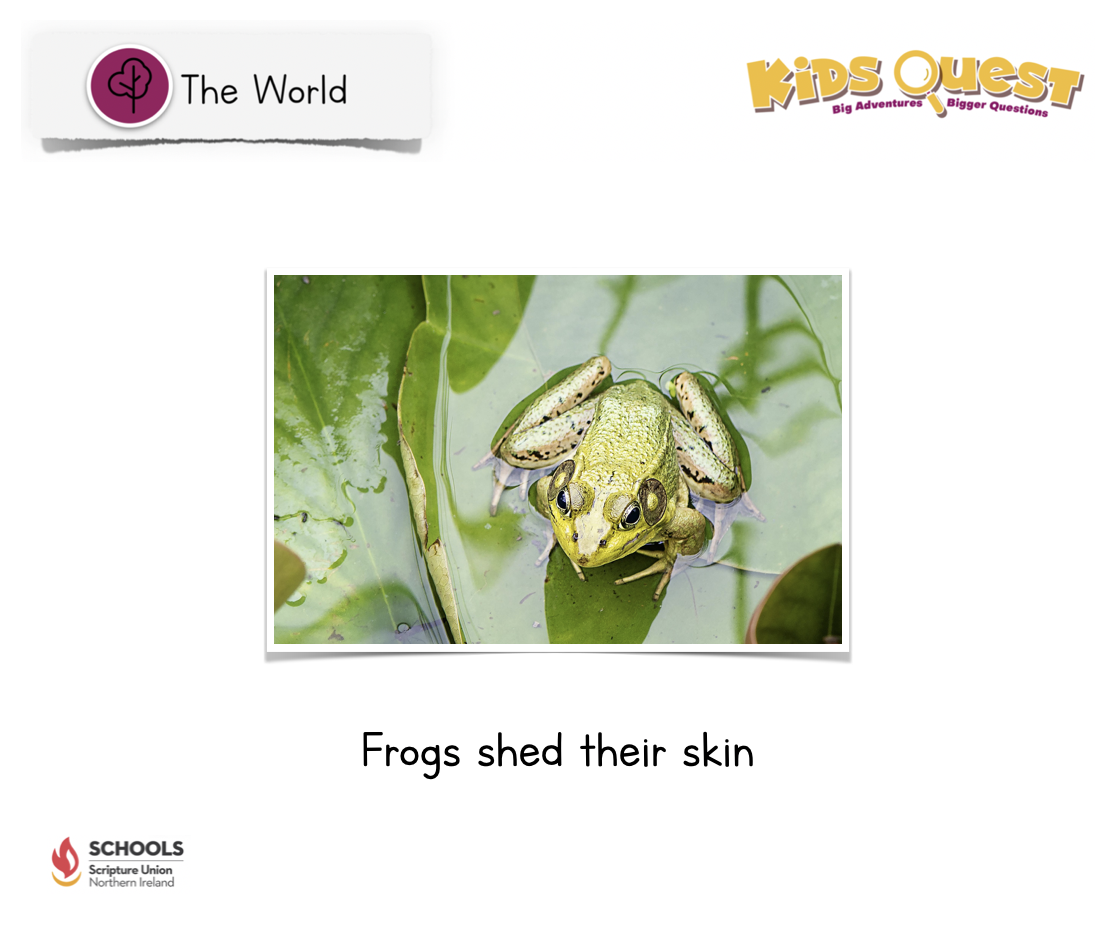 The World
KiDS QUEST
Big Adventures Bigger Questions
Frogs shed their skin
SCHOOLS
Scripture Union
Northern Ireland